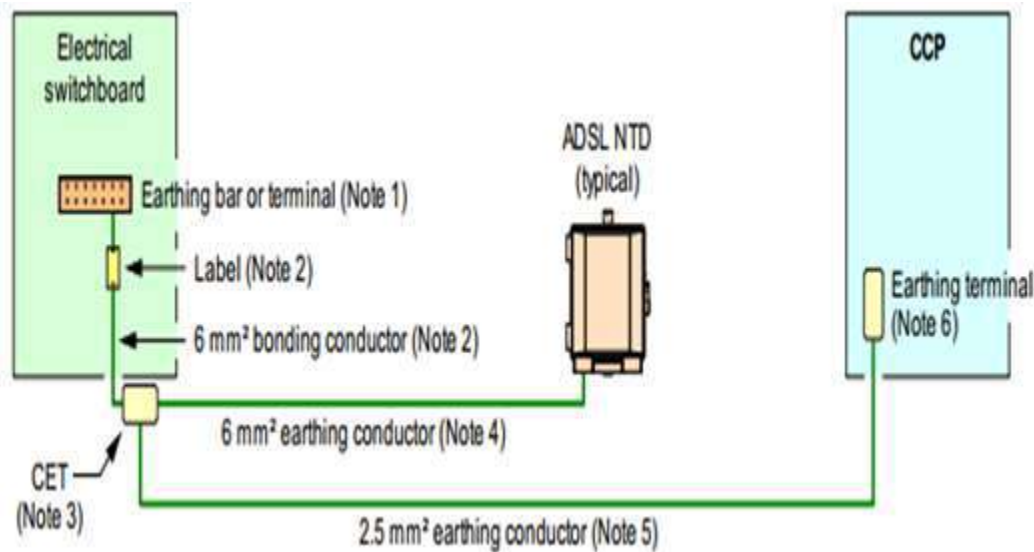 Electrical
switchboard
CCP
ADSL NTD
(typical)
Earthing bar or terminal (Note 1)
Label (Note 2)
Earthing terminal
(Note 6)
6 mm² bonding conductor (Note 2)
6 mm² earthing conductor (Note 4)
CET
(Note 3)
2.5 mm² earthing conductor (Note 5)